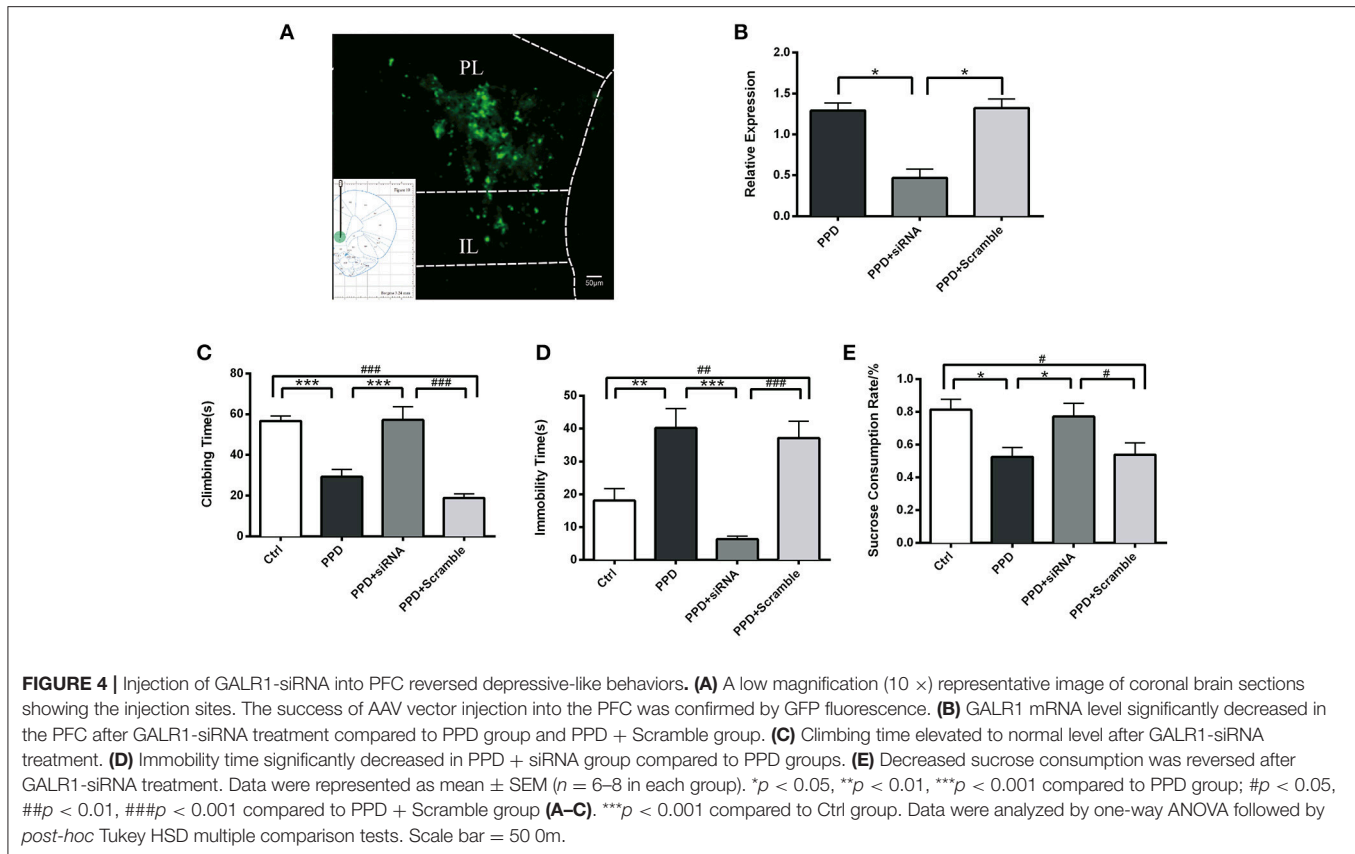 A
PL
IL
50μm
Figure 10
Bregma 3.24 mm
B
2.0
1.5
1.0
0.5
0.0
Relative Expression
* *
PPD
PPD+siRNA
PPD+Scramble
C
###
*** *** ###
80
60
40
20
0
Climbing Time(s)
Ctrl
PPD
PPD+siRNA
PPD+Scramble
D
##
** *** ###
50
40
30
20
10
0
Immobility Time(s)
Ctrl
PPD
PPD+siRNA
PPD+Scramble
E
#
* * #
1.0
0.8
0.6
0.4
0.2
0.0
Sucrose Consumption Rate/%
Ctrl
PPD
PPD+siRNA
PPD+Scramble
FIGURE 4 | Injection of GALR1-siRNA into PFC reversed depressive-like behaviors. (A) A low magnification (10 ×) representative image of coronal brain sections
showing the injection sites. The success of AAV vector injection into the PFC was confirmed by GFP fluorescence. (B) GALR1 mRNA level significantly decreased in
the PFC after GALR1-siRNA treatment compared to PPD group and PPD + Scramble group. (C) Climbing time elevated to normal level after GALR1-siRNA
treatment. (D) Immobility time significantly decreased in PPD + siRNA group compared to PPD groups. (E) Decreased sucrose consumption was reversed after
GALR1-siRNA treatment. Data were represented as mean ± SEM (n = 6–8 in each group). *p < 0.05, **p < 0.01, ***p < 0.001 compared to PPD group; #p < 0.05,
##p < 0.01, ###p < 0.001 compared to PPD + Scramble group (A–C). ***p < 0.001 compared to Ctrl group. Data were analyzed by one-way ANOVA followed by
post-hoc Tukey HSD multiple comparison tests. Scale bar = 50 0m.